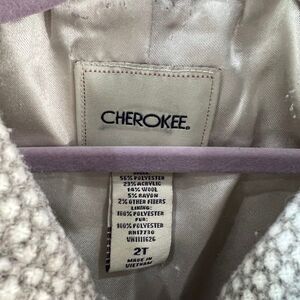 CHEROKEE®
56% POLYESTER
23% ACRYLIC
14% WOOL
5% RAYON
2% OTHER FIBERS
LINING:
100% POLYESTER
FUR:
100% POLYESTER
RN17730
2T
MADE IN
VIETNAM